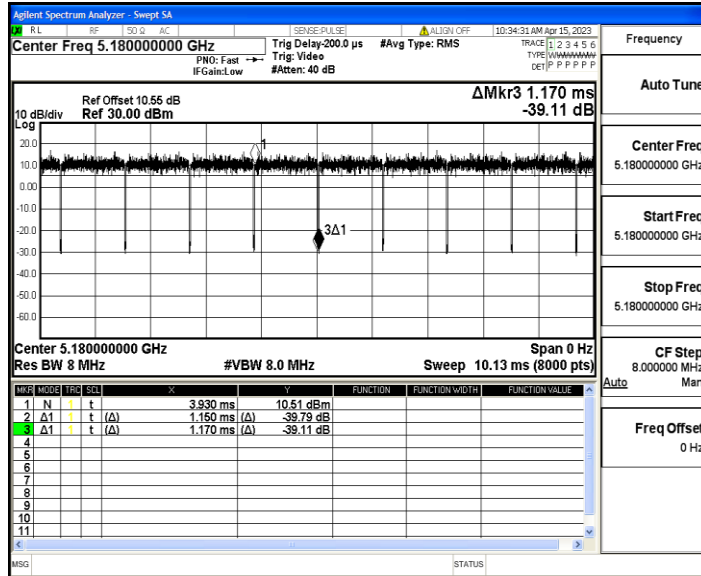 Agilent Spectrum Analyzer - Swept SA
RL RF 50 Ω AC SENSE:PULSE ALIGN OFF 10:34:31 AM Apr 15, 2023
Center Freq 5.180000000 GHz
PNO: Fast
IFGain:Low
Trig Delay-200.0 µs
Trig: Video
#Atten: 40 dB
#Avg Type: RMS
TRACE 1 2 3 4 5 6
TYPE
DET P P P P P P
10 dB/div
Log
Ref Offset 10.55 dB
Ref 30.00 dBm
ΔMkr3 1.170 ms
-39.11 dB
20.0
10.0
0.00
-10.0
-20.0
-30.0
-40.0
-50.0
-60.0
1
3Δ1
Center 5.180000000 GHz Span 0 Hz
Res BW 8 MHz #VBW 8.0 MHz Sweep 10.13 ms (8000 pts)
MKR MODE TRC SCL X Y FUNCTION FUNCTION WIDTH FUNCTION VALUE
1 N 1 t 3.930 ms 10.51 dBm
2 Δ1 1 t (Δ) 1.150 ms (Δ) -39.79 dB
3 Δ1 1 t (Δ) 1.170 ms (Δ) -39.11 dB
4
5
6
7
8
9
10
11
MSG STATUS
Frequency
Auto Tune
Center Freq
5.180000000 GHz
Start Freq
5.180000000 GHz
Stop Freq
5.180000000 GHz
CF Step
8.000000 MHz
Auto Man
Freq Offset
0 Hz